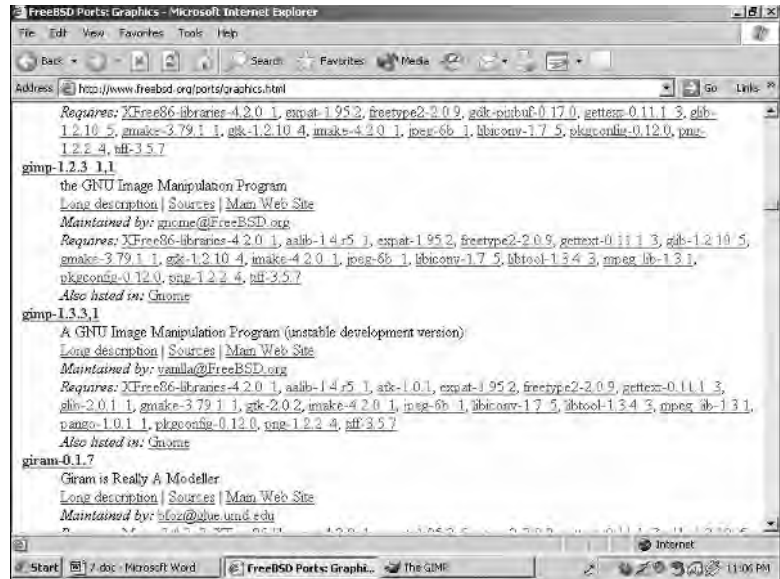 FreeBSD Ports: Graphics - Microsoft Internet Explorer
File Edit View Favorites Tools Help
Back Search Favorites Media
Address http://www.freebsd.org/ports/graphics.html Go Links »
Requires: XFree86-libraries-4.2.0_1, expat-1.95.2, freetype2-2.0.9, gdk-pixbuf-0.17.0, gettext-0.11.1_3, glib-
1.2.10_5, gmake-3.79.1_1, gtk-1.2.10_4, imake-4.2.0_1, jpeg-6b_1, libiconv-1.7_5, pkgconfig-0.12.0, png-
1.2.2_4, tiff-3.5.7
gimp-1.2.3_1,1
the GNU Image Manipulation Program
Long description | Sources | Main Web Site
Maintained by: gnome@FreeBSD.org
Requires: XFree86-libraries-4.2.0_1, aalib-1.4.r5_1, expat-1.95.2, freetype2-2.0.9, gettext-0.11.1_3, glib-1.2.10_5,
gmake-3.79.1_1, gtk-1.2.10_4, imake-4.2.0_1, jpeg-6b_1, libiconv-1.7_5, libtool-1.3.4_3, mpeg_lib-1.3.1,
pkgconfig-0.12.0, png-1.2.2_4, tiff-3.5.7
Also listed in: Gnome
gimp-1.3.3,1
A GNU Image Manipulation Program (unstable development version)
Long description | Sources | Main Web Site
Maintained by: vanilla@FreeBSD.org
Requires: XFree86-libraries-4.2.0_1, aalib-1.4.r5_1, atk-1.0.1, expat-1.95.2, freetype2-2.0.9, gettext-0.11.1_3,
glib-2.0.1_1, gmake-3.79.1_1, gtk-2.0.2, imake-4.2.0_1, jpeg-6b_1, libiconv-1.7_5, libtool-1.3.4_3, mpeg_lib-1.3.1,
pango-1.0.1_1, pkgconfig-0.12.0, png-1.2.2_4, tiff-3.5.7
Also listed in: Gnome
giram-0.1.7
Giram is Really A Modeller
Long description | Sources | Main Web Site
Maintained by: bfoz@glue.umd.edu
Internet
Start 7.doc - Microsoft Word FreeBSD Ports: Graphi... The GIMP 11:06 PM